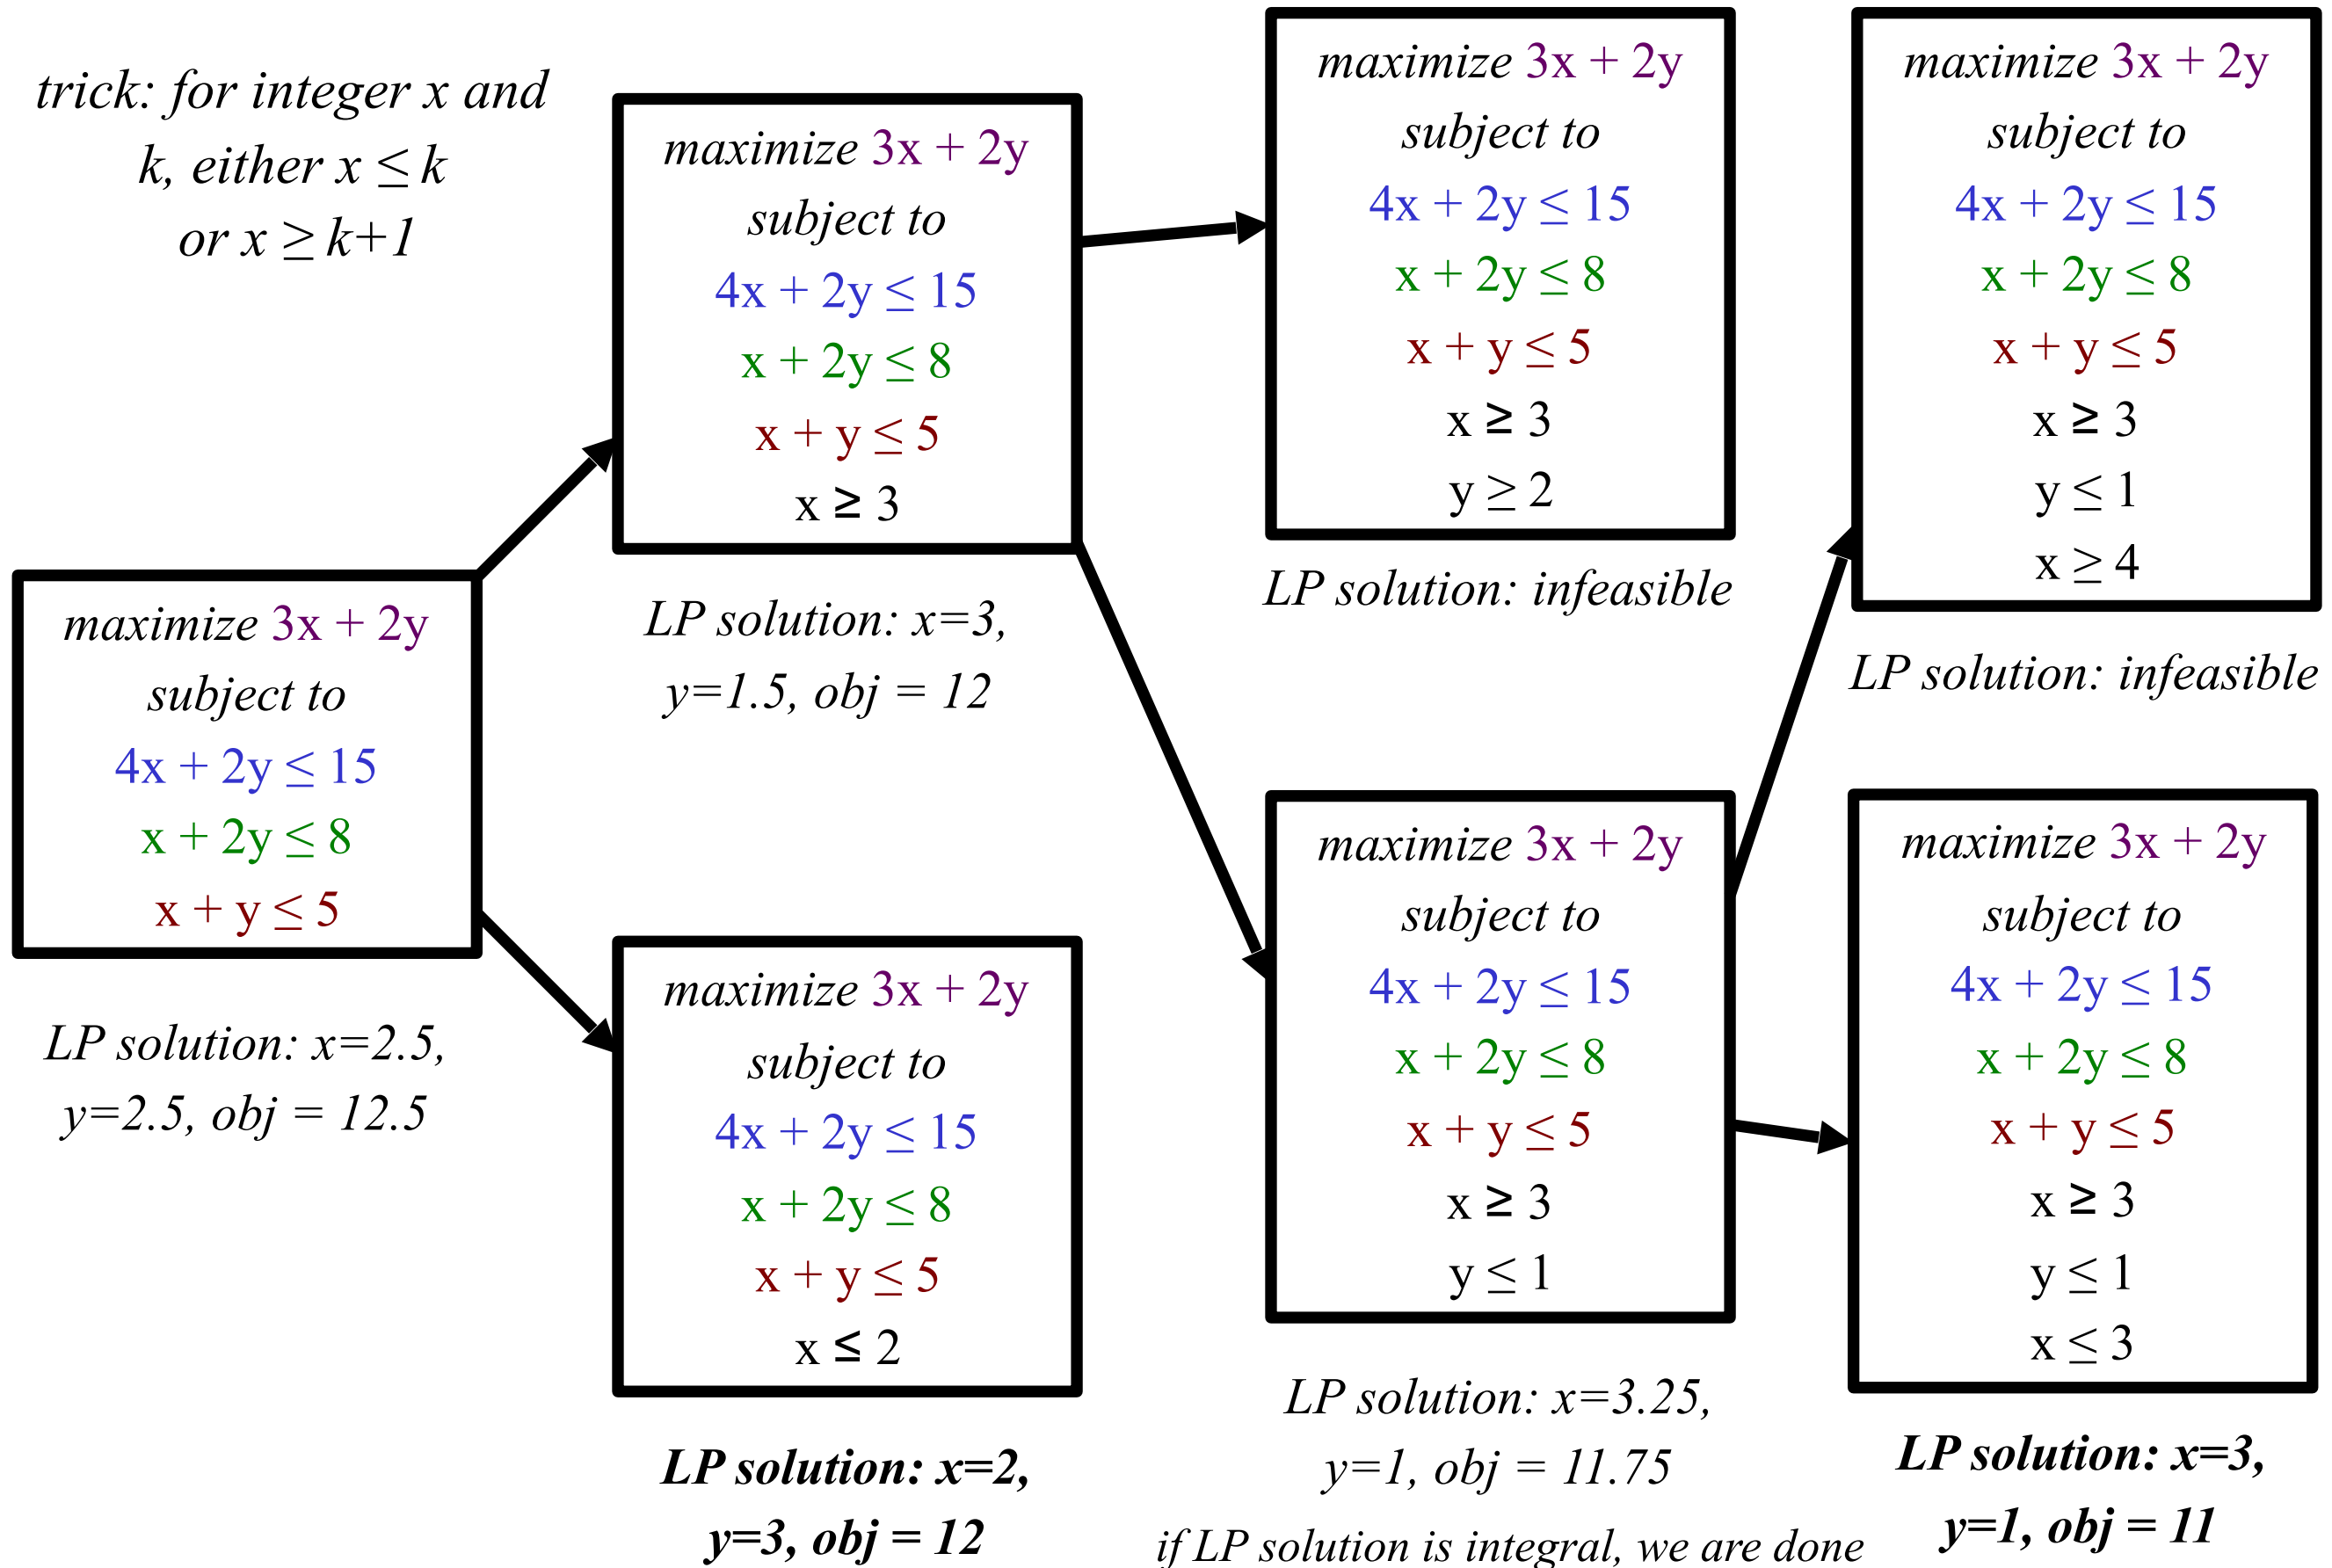 trick: for integer x and
k, either x ≤ k
or x ≥ k+1
maximize 3x + 2y
subject to
4x + 2y ≤ 15
x + 2y ≤ 8
x + y ≤ 5
LP solution: x=2.5,
y=2.5, obj = 12.5
maximize 3x + 2y
subject to
4x + 2y ≤ 15
x + 2y ≤ 8
x + y ≤ 5
x ≥ 3
LP solution: x=3,
y=1.5, obj = 12
maximize 3x + 2y
subject to
4x + 2y ≤ 15
x + 2y ≤ 8
x + y ≤ 5
x ≤ 2
LP solution: x=2,
y=3, obj = 12
maximize 3x + 2y
subject to
4x + 2y ≤ 15
x + 2y ≤ 8
x + y ≤ 5
x ≥ 3
y ≥ 2
LP solution: infeasible
maximize 3x + 2y
subject to
4x + 2y ≤ 15
x + 2y ≤ 8
x + y ≤ 5
x ≥ 3
y ≤ 1
LP solution: x=3.25,
y=1, obj = 11.75
if LP solution is integral, we are done
maximize 3x + 2y
subject to
4x + 2y ≤ 15
x + 2y ≤ 8
x + y ≤ 5
x ≥ 3
y ≤ 1
x ≥ 4
LP solution: infeasible
maximize 3x + 2y
subject to
4x + 2y ≤ 15
x + 2y ≤ 8
x + y ≤ 5
x ≥ 3
y ≤ 1
x ≤ 3
LP solution: x=3,
y=1, obj = 11